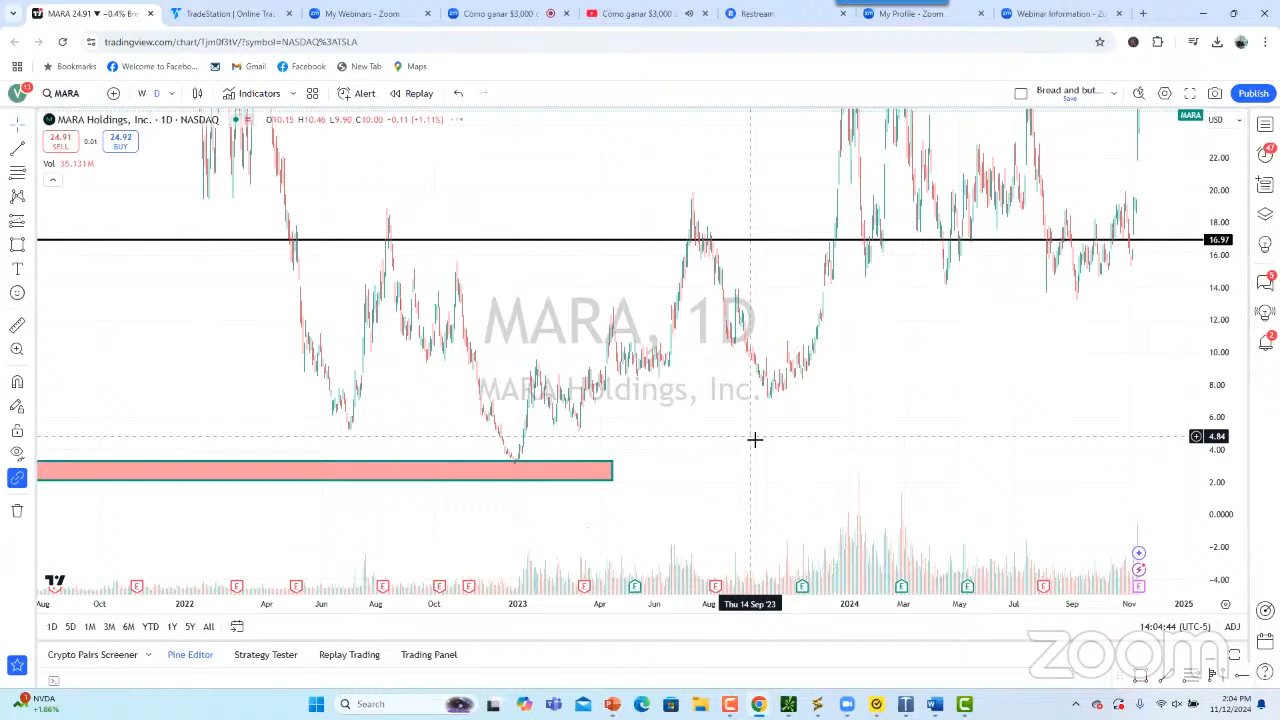 MARA 24.91 ▼ −0.4% Br
TradeStation | Online Trac
My Webinars - Zoom
Cómo ganar $3,000 c
Cómo ganar $3,000 s
Restream
My Profile - Zoom
Webinar Information - Zo
tradingview.com/chart/Tjm0f3tV/?symbol=NASDAQ%3ATSLA
Bookmarks
Welcome to Facebo...
Gmail
Facebook
New Tab
Maps
V 13
MARA
W
D
Indicators
Alert
Replay
Bread and but...
Save
Publish
MARA Holdings, Inc. · 1D · NASDAQ
O10.15 H10.46 L9.90 C10.00 −0.11 (−1.11%)
MARA
USD
24.91
SELL
0.01
24.92
BUY
Vol 35.131M
47
5
2
22.00
20.00
18.00
16.97
16.00
14.00
12.00
10.00
8.00
6.00
4.84
4.00
2.00
0.0000
−2.00
−4.00
MARA, 1D
MARA Holdings, Inc.
E E E E E E E E E E E E E E
Aug Oct 2022 Apr Jun Aug Oct 2023 Apr Jun Aug Thu 14 Sep '23 2024 Mar May Jul Sep Nov 2025
1D 5D 1M 3M 6M YTD 1Y 5Y All
14:04:44 (UTC-5) ADJ
zoom
Crypto Pairs Screener
Pine Editor
Strategy Tester
Replay Trading
Trading Panel
1
NVDA
+1.86%
Search
2:04 PM
11/12/2024